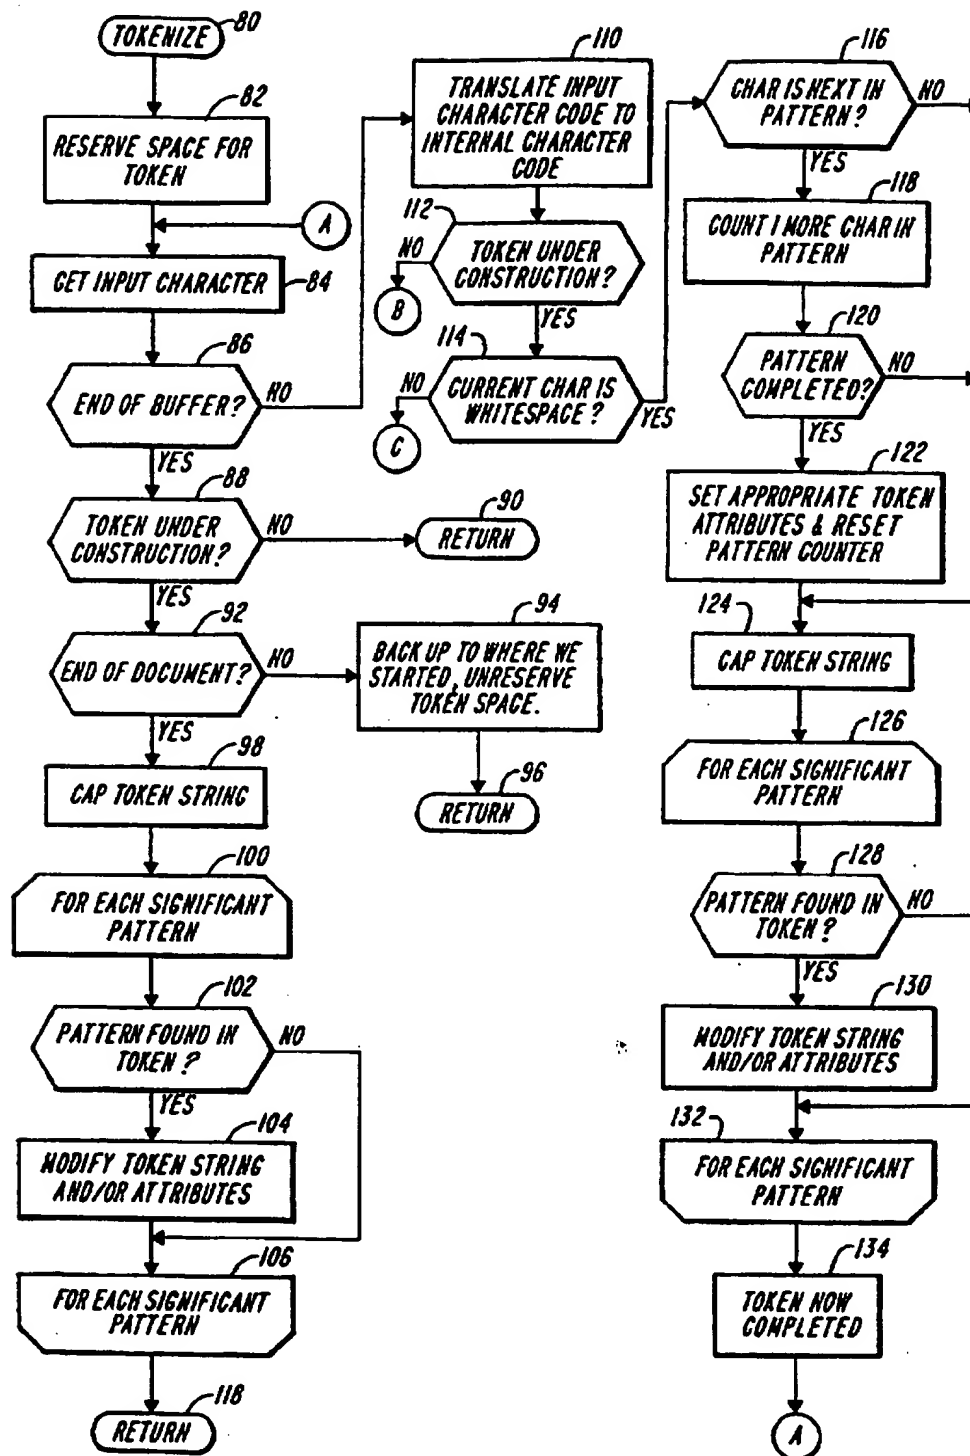 TOKENIZE
80
82
RESERVE SPACE FOR
TOKEN
A
GET INPUT CHARACTER
84
86
END OF BUFFER?
NO
YES
88
TOKEN UNDER
CONSTRUCTION?
NO
90
RETURN
YES
92
END OF DOCUMENT?
NO
94
BACK UP TO WHERE WE
STARTED, UNRESERVE
TOKEN SPACE.
96
RETURN
YES
98
CAP TOKEN STRING
100
FOR EACH SIGNIFICANT
PATTERN
102
PATTERN FOUND IN
TOKEN ?
NO
YES
104
MODIFY TOKEN STRING
AND/OR ATTRIBUTES
106
FOR EACH SIGNIFICANT
PATTERN
118
RETURN
110
TRANSLATE INPUT
CHARACTER CODE TO
INTERNAL CHARACTER
CODE
112
NO
TOKEN UNDER
CONSTRUCTION?
B
YES
114
NO
CURRENT CHAR IS
WHITESPACE ?
YES
C
116
CHAR IS NEXT IN
PATTERN ?
NO
YES
118
COUNT 1 MORE CHAR IN
PATTERN
120
PATTERN
COMPLETED?
NO
YES
122
SET APPROPRIATE TOKEN
ATTRIBUTES & RESET
PATTERN COUNTER
124
CAP TOKEN STRING
126
FOR EACH SIGNIFICANT
PATTERN
128
PATTERN FOUND IN
TOKEN ?
NO
YES
130
MODIFY TOKEN STRING
AND/OR ATTRIBUTES
132
FOR EACH SIGNIFICANT
PATTERN
134
TOKEN NOW
COMPLETED
A